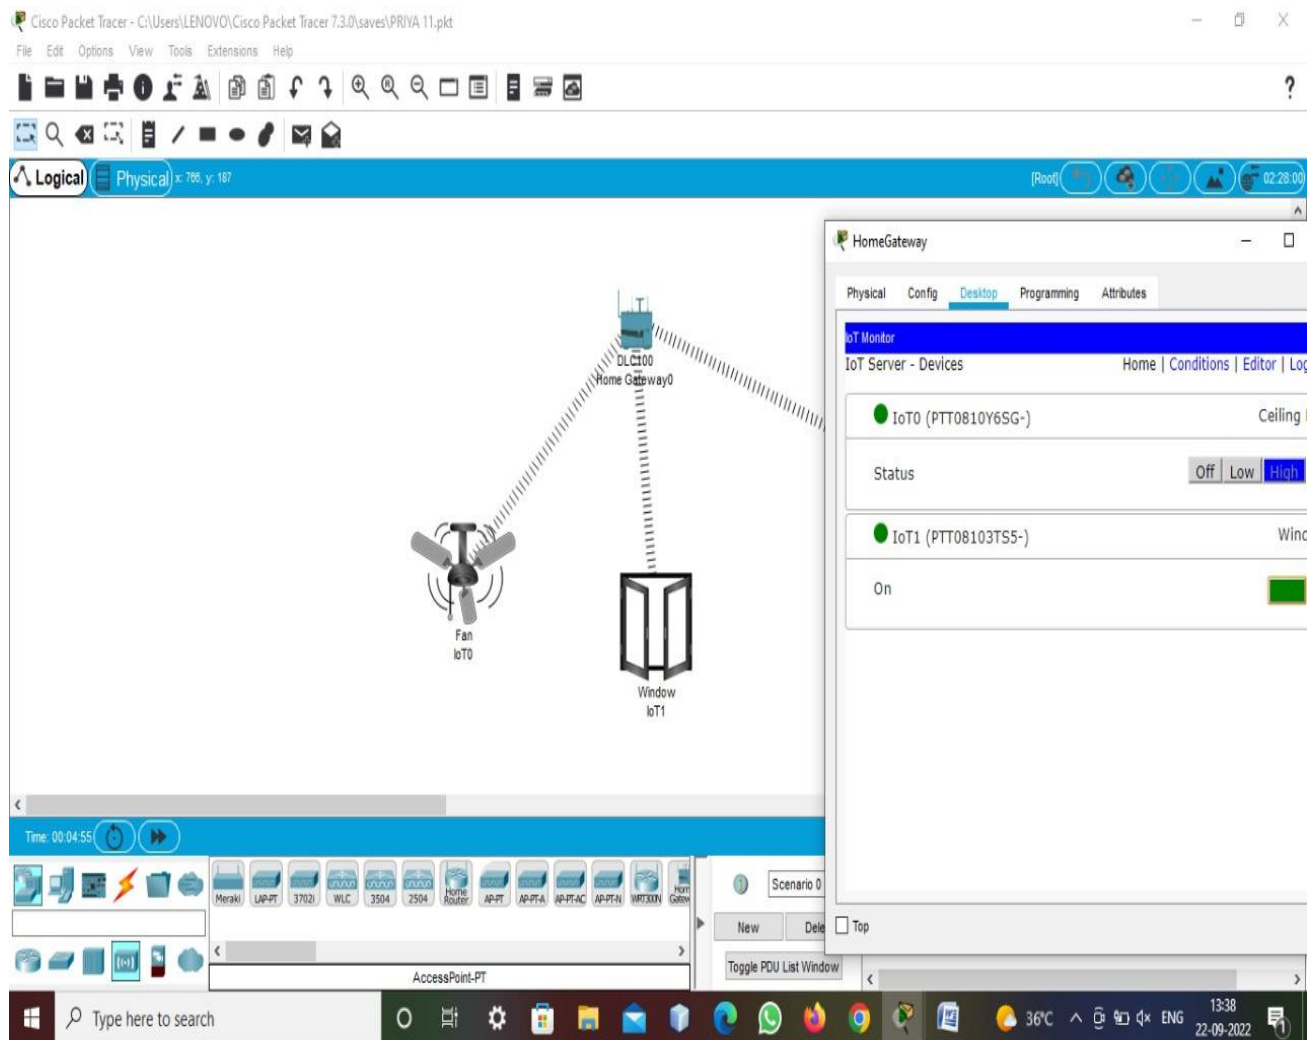 Cisco Packet Tracer - C:\Users\LENOVO\Cisco Packet Tracer 7.3.0\saves\PRIYA 11.pkt
File Edit Options View Tools Extensions Help
?
Logical Physical x: 766, y: 187 [Root] 02:28:00
HomeGateway
Physical Config Desktop Programming Attributes
IoT Monitor
IoT Server - Devices Home | Conditions | Editor | Log
IoT0 (PTT0810Y6SG-) Ceiling
Status Off Low High
IoT1 (PTT08103TS5-) Wind
On
DLC100
Home Gateway0
Fan
IoT0
Window
IoT1
Time: 00:04:55
Meraki LAP-PT 3702i WLC 3504 2504 Home Router AP-PT AP-PT-A AP-PT-AC AP-PT-N WRT300N Home Gatew
Scenario 0
New Dele Top
Toggle PDU List Window
AccessPoint-PT
Type here to search 36°C ENG 13:38
22-09-2022
1